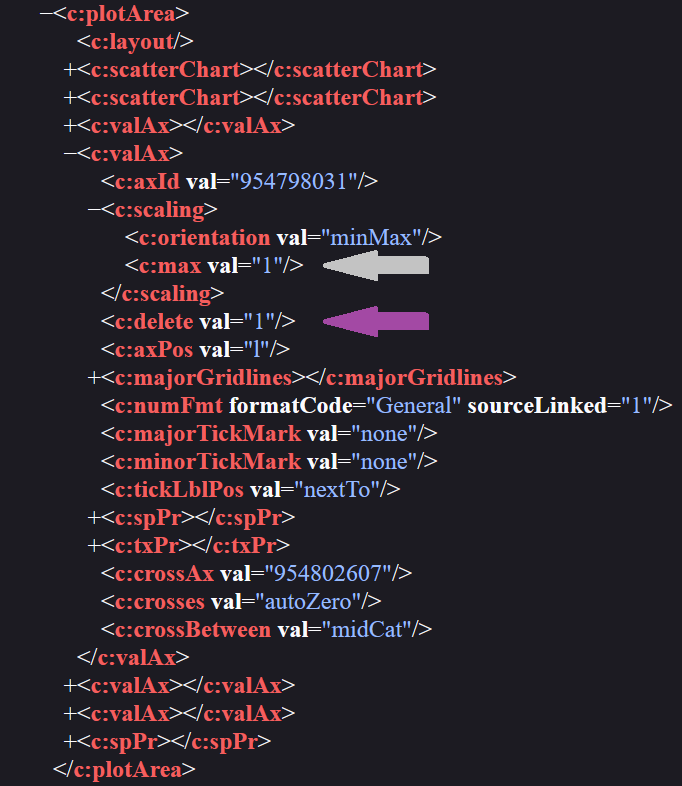 −<c:plotArea>
<c:layout/>
+<c:scatterChart></c:scatterChart>
+<c:scatterChart></c:scatterChart>
+<c:valAx></c:valAx>
−<c:valAx>
<c:axId val="954798031"/>
−<c:scaling>
<c:orientation val="minMax"/>
<c:max val="1"/>
</c:scaling>
<c:delete val="1"/>
<c:axPos val="l"/>
+<c:majorGridlines></c:majorGridlines>
<c:numFmt formatCode="General" sourceLinked="1"/>
<c:majorTickMark val="none"/>
<c:minorTickMark val="none"/>
<c:tickLblPos val="nextTo"/>
+<c:spPr></c:spPr>
+<c:txPr></c:txPr>
<c:crossAx val="954802607"/>
<c:crosses val="autoZero"/>
<c:crossBetween val="midCat"/>
</c:valAx>
+<c:valAx></c:valAx>
+<c:valAx></c:valAx>
+<c:spPr></c:spPr>
</c:plotArea>